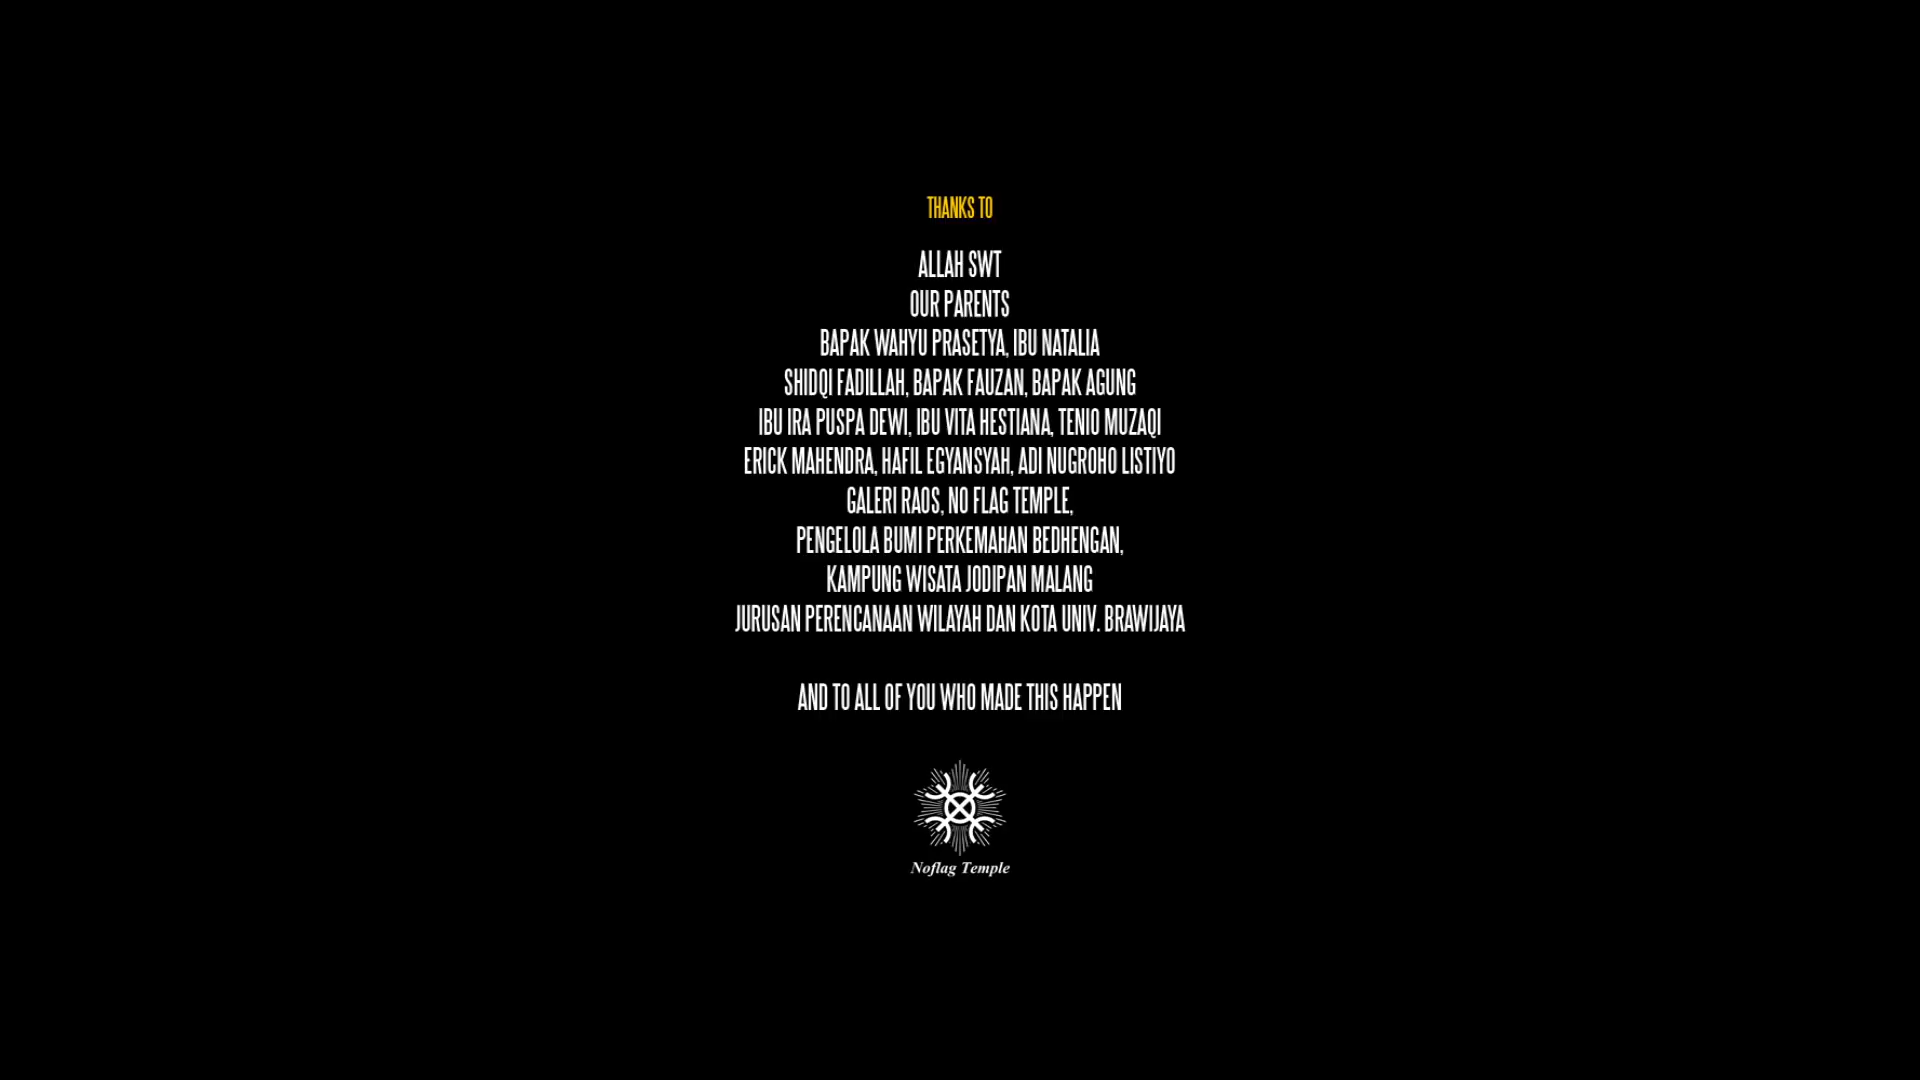 THANKS TO
ALLAH SWT
OUR PARENTS
BAPAK WAHYU PRASETYA, IBU NATALIA
SHIDQI FADILLAH, BAPAK FAUZAN, BAPAK AGUNG
IBU IRA PUSPA DEWI, IBU VITA HESTIANA, TENIO MUZAQI
ERICK MAHENDRA, HAFIL EGYANSYAH, ADI NUGROHO LISTIYO
GALERI RAOS, NO FLAG TEMPLE,
PENGELOLA BUMI PERKEMAHAN BEDHENGAN,
KAMPUNG WISATA JODIPAN MALANG
JURUSAN PERENCANAAN WILAYAH DAN KOTA UNIV. BRAWIJAYA
AND TO ALL OF YOU WHO MADE THIS HAPPEN
Noflag Temple